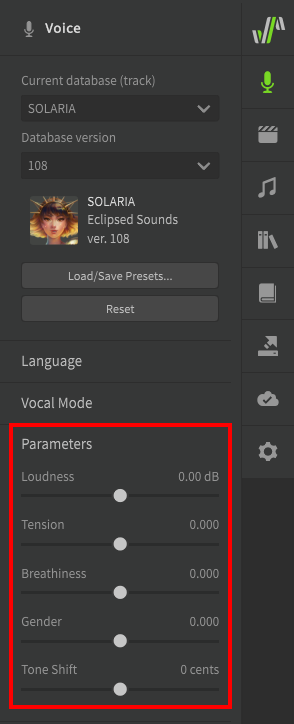 Voice
Current database (track)
SOLARIA
Database version
108
SOLARIA
Eclipsed Sounds
ver. 108
Load/Save Presets...
Reset
Language
Vocal Mode
Parameters
Loudness 0.00 dB
Tension 0.000
Breathiness 0.000
Gender 0.000
Tone Shift 0 cents